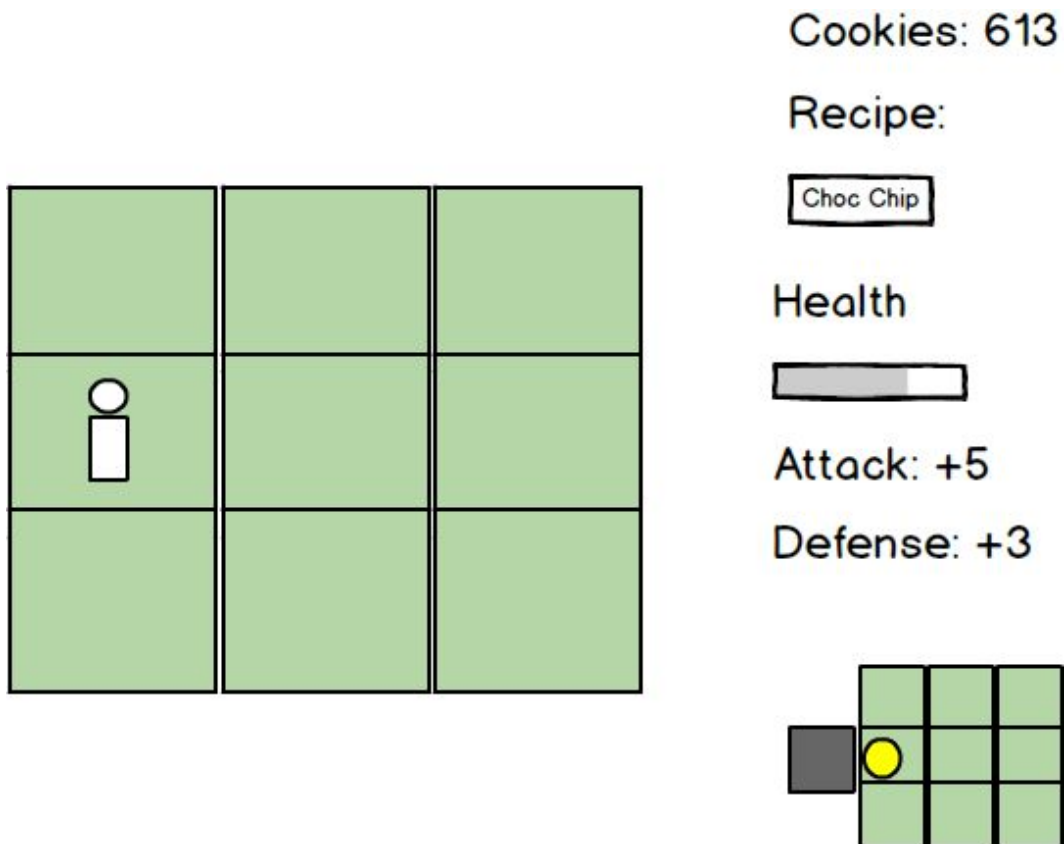 Cookies: 613
Recipe:
Choc Chip
Health
Attack: +5
Defense: +3